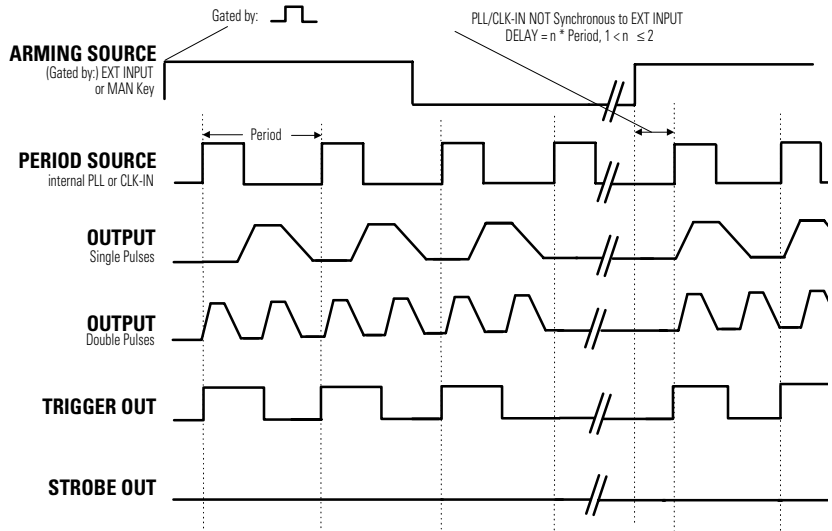 Gated by:
PLL/CLK-IN NOT Synchronous to EXT INPUT
DELAY = n * Period, 1 < n ≤ 2
ARMING SOURCE
(Gated by:) EXT INPUT
or MAN Key
Period
PERIOD SOURCE
internal PLL or CLK-IN
OUTPUT
Single Pulses
OUTPUT
Double Pulses
TRIGGER OUT
STROBE OUT